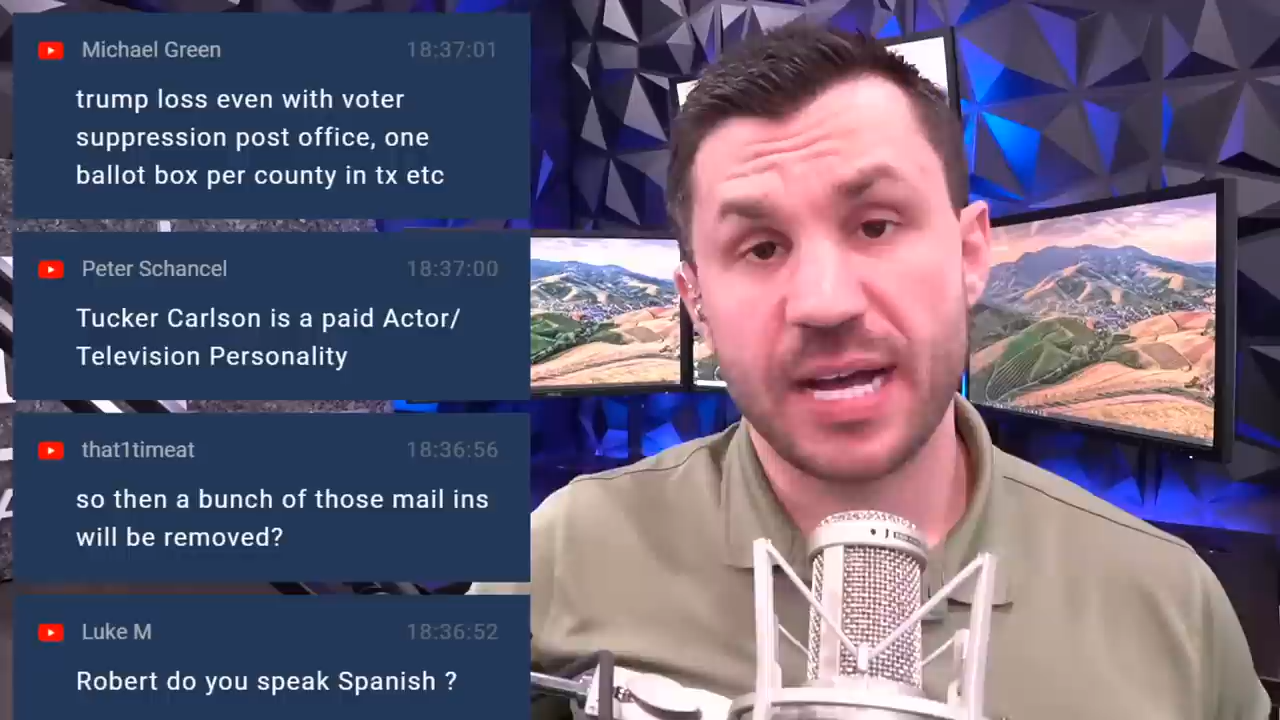 Michael Green 18:37:01
trump loss even with voter
suppression post office, one
ballot box per county in tx etc
Peter Schancel 18:37:00
Tucker Carlson is a paid Actor/
Television Personality
that1timeat 18:36:56
so then a bunch of those mail ins
will be removed?
Luke M 18:36:52
Robert do you speak Spanish ?